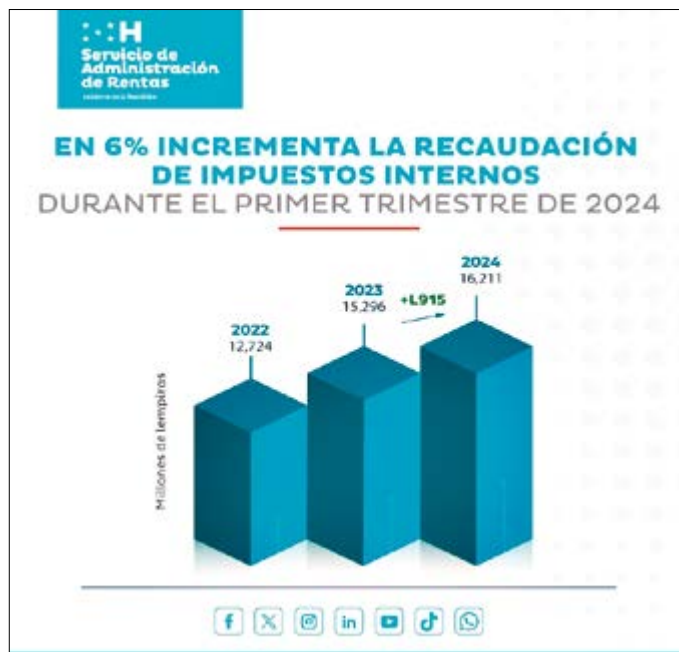 H
Servicio de
Administración
de Rentas
EN 6% INCREMENTA LA RECAUDACIÓN
DE IMPUESTOS INTERNOS
DURANTE EL PRIMER TRIMESTRE DE 2024
2022
12,724
2023
15,296
+L915
2024
16,211
Millones de lempiras